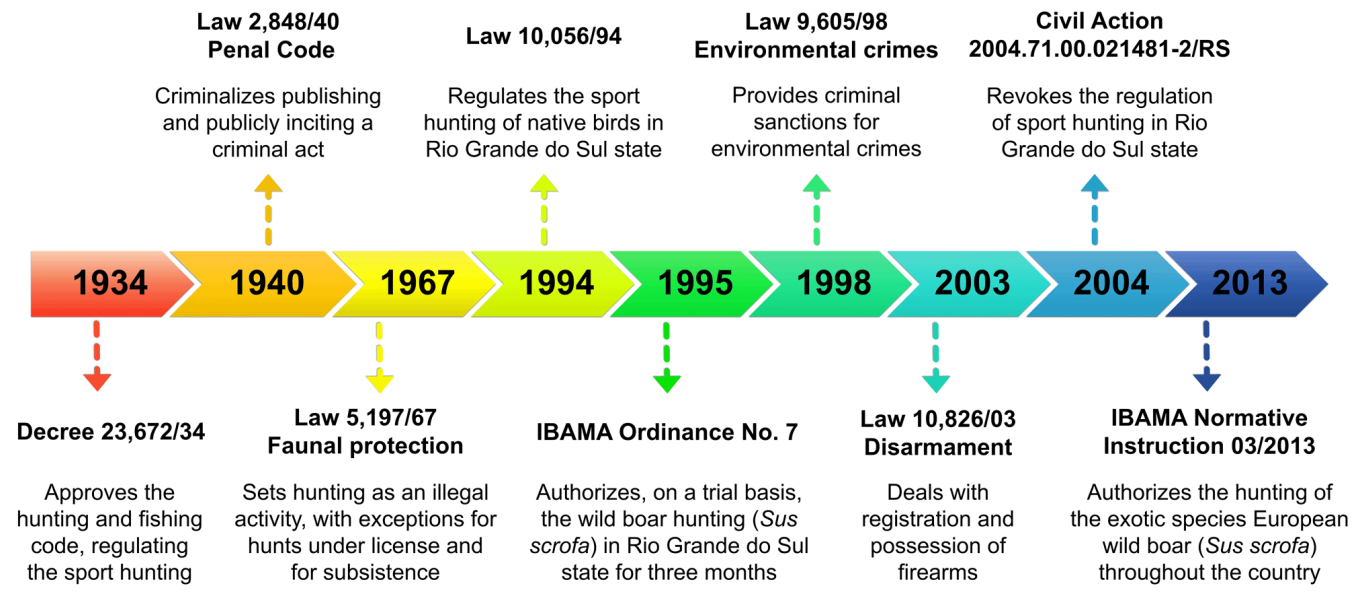 Law 2,848/40
Penal Code
Criminalizes publishing
and publicly inciting a
criminal act
Law 10,056/94
Regulates the sport
hunting of native birds in
Rio Grande do Sul state
Law 9,605/98
Environmental crimes
Provides criminal
sanctions for
environmental crimes
Civil Action
2004.71.00.021481-2/RS
Revokes the regulation
of sport hunting in Rio
Grande do Sul state
1934
1940
1967
1994
1995
1998
2003
2004
2013
Decree 23,672/34
Approves the
hunting and fishing
code, regulating
the sport hunting
Law 5,197/67
Faunal protection
Sets hunting as an illegal
activity, with exceptions for
hunts under license and
for subsistence
IBAMA Ordinance No. 7
Authorizes, on a trial basis,
the wild boar hunting (Sus
scrofa) in Rio Grande do Sul
state for three months
Law 10,826/03
Disarmament
Deals with
registration and
possession of
firearms
IBAMA Normative
Instruction 03/2013
Authorizes the hunting of
the exotic species European
wild boar (Sus scrofa)
throughout the country